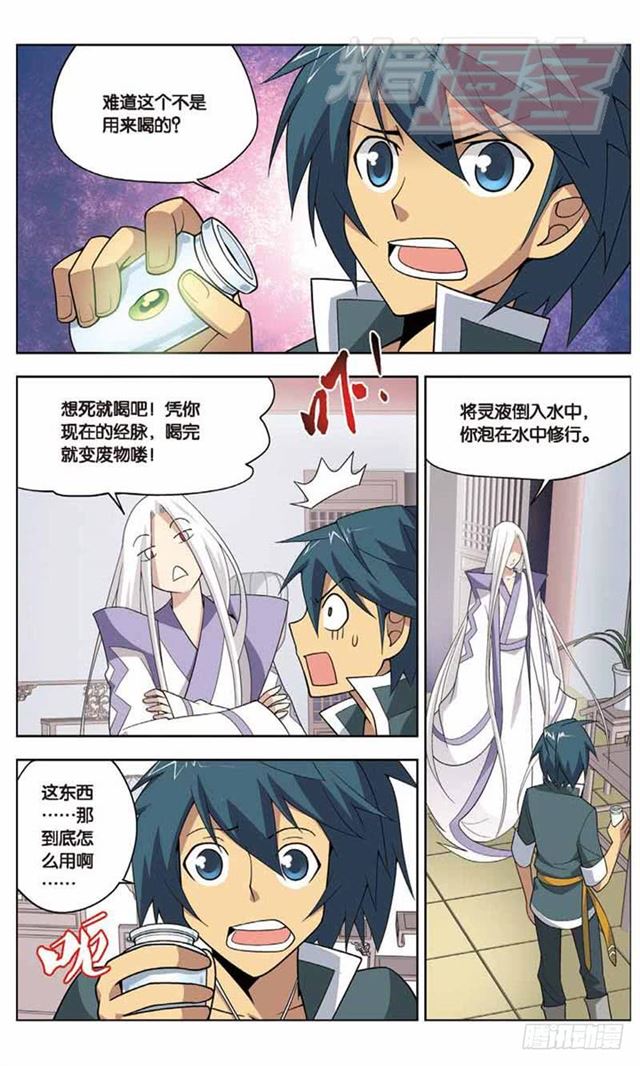 难道这个不是
用来喝的?
吓!
想死就喝吧! 凭你
现在的经脉, 喝完
就变废物喽!
这东西
……那
到底怎
么用啊
……
呃
将灵液倒入水中,
你泡在水中修行。
腾讯动漫